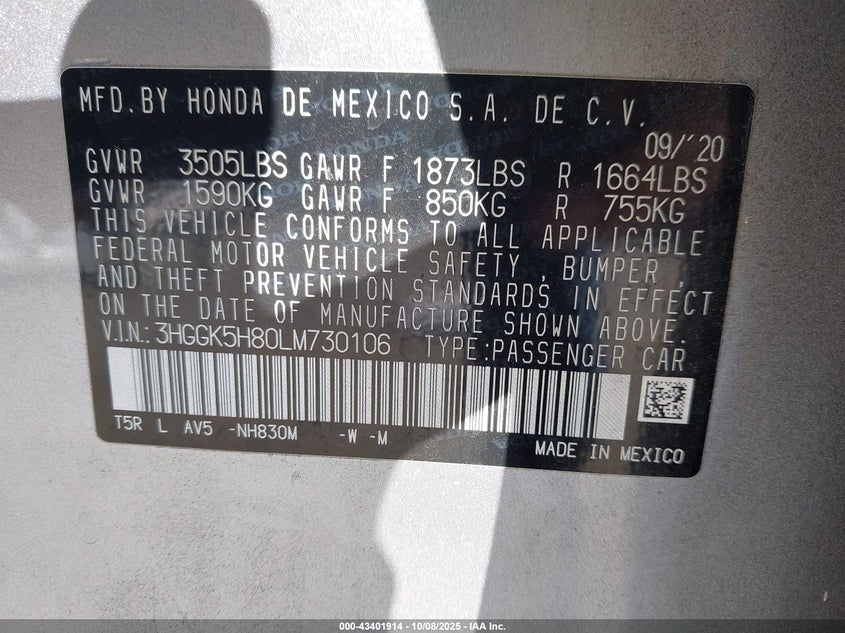 MFD.BY HONDA DE MEXICO S.A. DE C.V.
09/'20
GVWR 3505LBS GAWR F 1873LBS R 1664LBS
GVWR 1590KG GAWR F 850KG R 755KG
THIS VEHICLE CONFORMS TO ALL APPLICABLE
FEDERAL MOTOR VEHICLE SAFETY , BUMPER ,
AND THEFT PREVENTION STANDARDS IN EFFECT
ON THE DATE OF MANUFACTURE SHOWN ABOVE.
V.I.N.: 3HGGK5H80LM730106 TYPE:PASSENGER CAR
T5R L AV5 -NH830M -W -M
MADE IN MEXICO
000-43401914 - 10/08/2025 - IAA Inc.